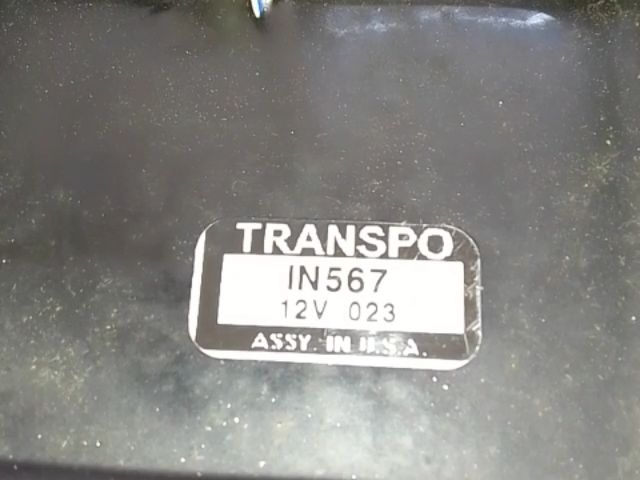 TRANSPO
IN567
12V 023
ASSY. IN U.S.A.